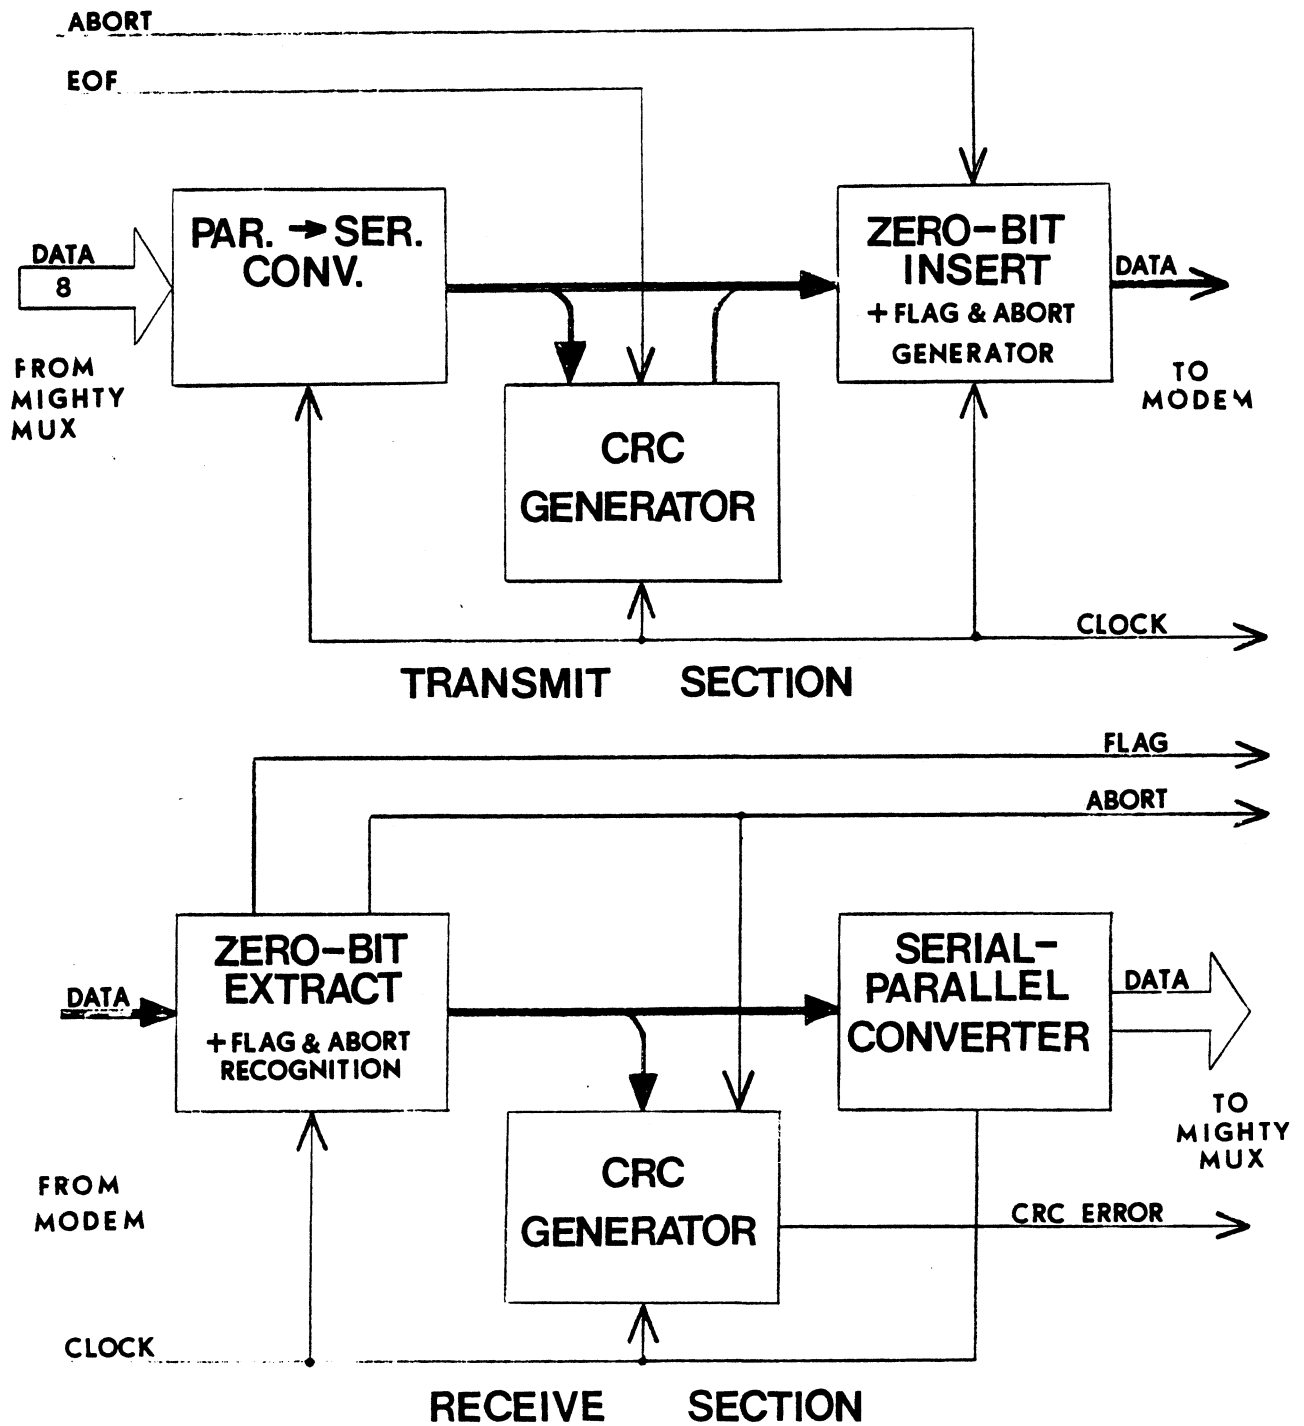 ABORT
EOF
PAR. → SER.
CONV.
DATA
8
FROM
MIGHTY
MUX
ZERO-BIT
INSERT
+ FLAG & ABORT
GENERATOR
DATA
TO
MODEM
CRC
GENERATOR
CLOCK
TRANSMIT SECTION
FLAG
ABORT
ZERO-BIT
EXTRACT
+ FLAG & ABORT
RECOGNITION
DATA
FROM
MODEM
SERIAL-
PARALLEL
CONVERTER
DATA
TO
MIGHTY
MUX
CRC
GENERATOR
CRC ERROR
CLOCK
RECEIVE SECTION